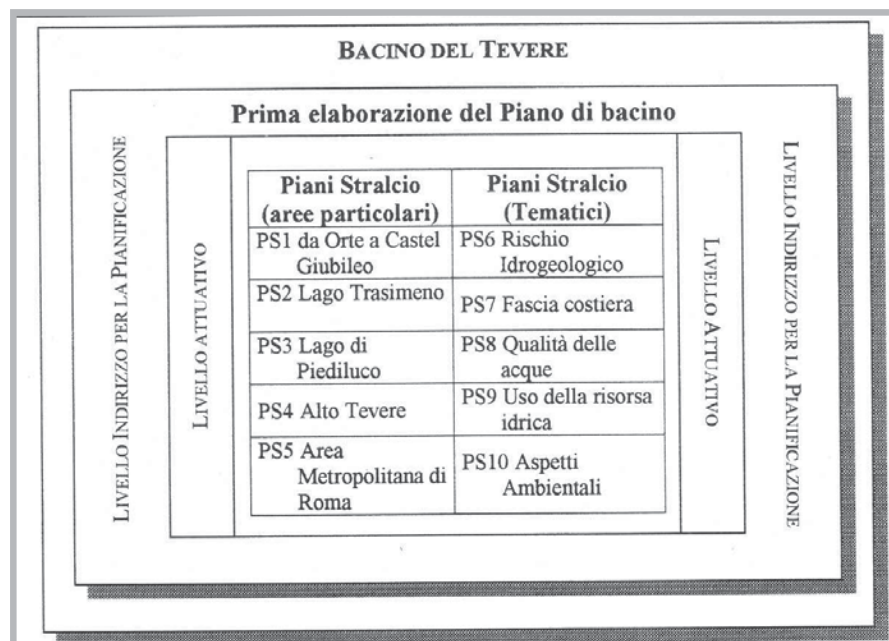 BACINO DEL TEVERE
Prima elaborazione del Piano di bacino
LIVELLO INDIRIZZO PER LA PIANIFICAZIONE
LIVELLO ATTUATIVO
Piani Stralcio
(aree particolari)
Piani Stralcio
(Tematici)
PS1 da Orte a Castel
Giubileo
PS6 Rischio
Idrogeologico
PS2 Lago Trasimeno
PS7 Fascia costiera
PS3 Lago di
Piediluco
PS8 Qualità delle
acque
PS4 Alto Tevere
PS9 Uso della risorsa
idrica
PS5 Area
Metropolitana di
Roma
PS10 Aspetti
Ambientali
LIVELLO ATTUATIVO
LIVELLO INDIRIZZO PER LA PIANIFICAZIONE